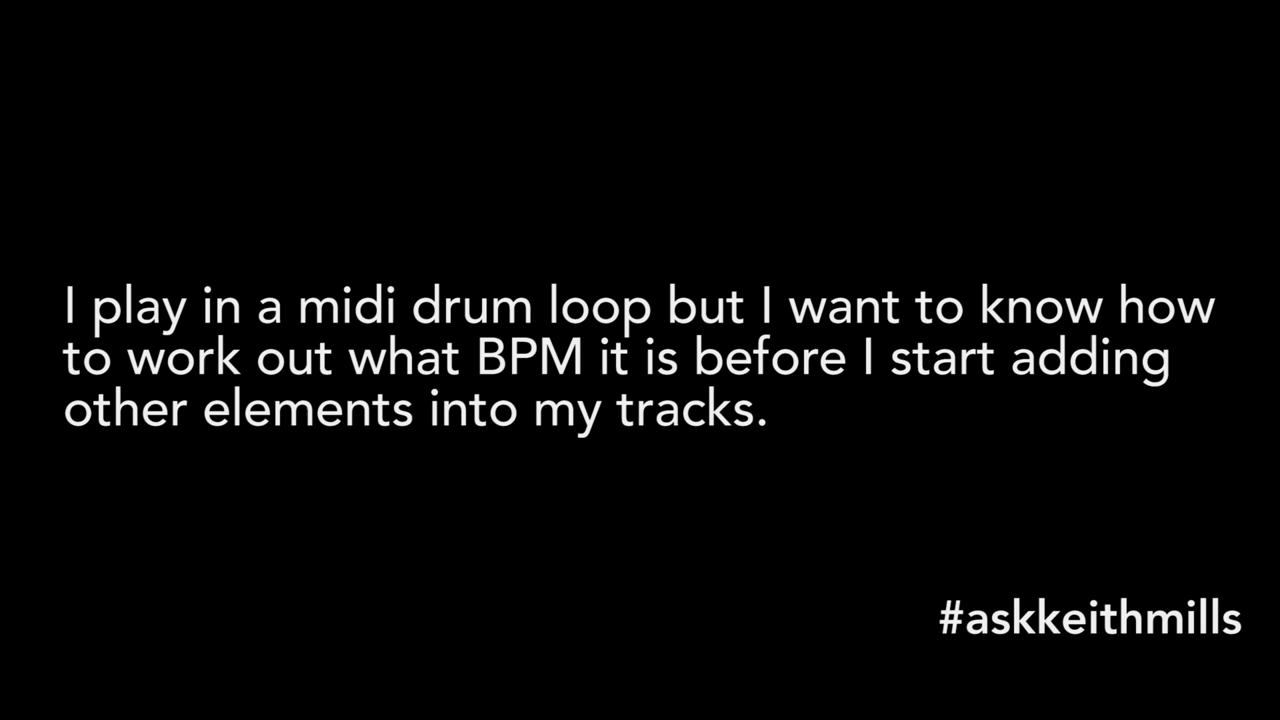 I play in a midi drum loop but I want to know how
to work out what BPM it is before I start adding
other elements into my tracks.
#askkeithmills